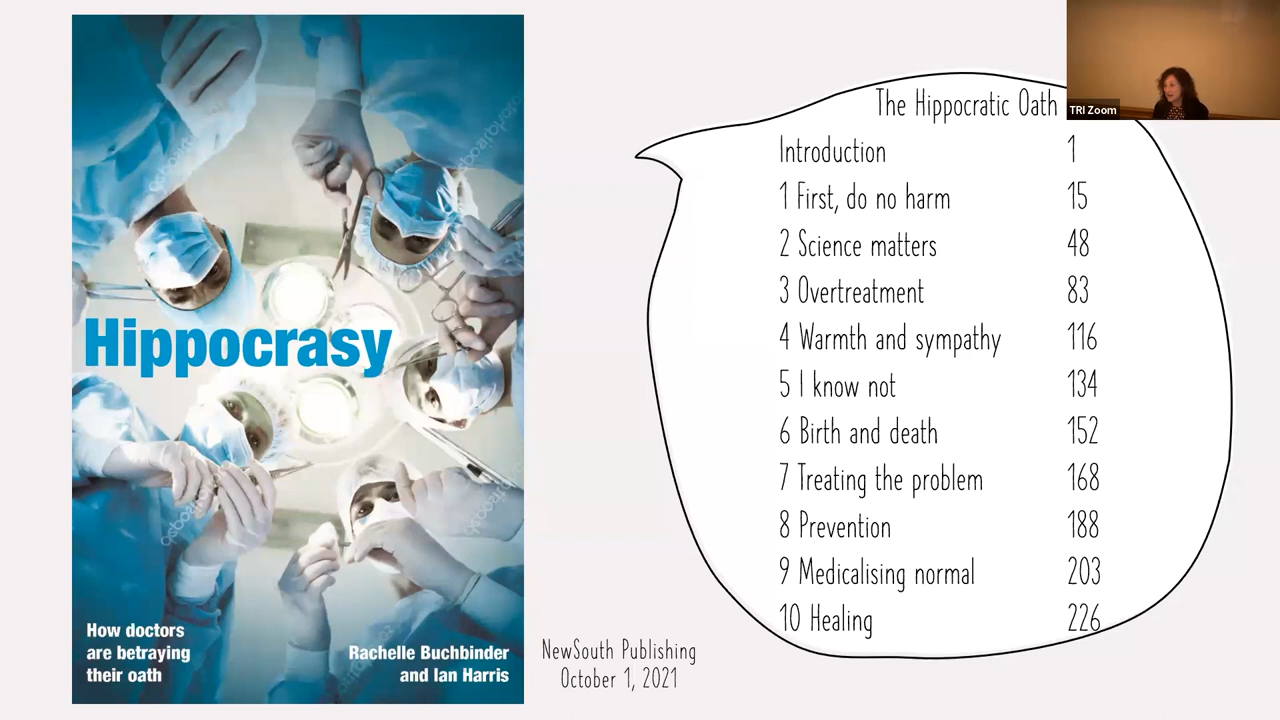 Hippocrasy
How doctors
are betraying
their oath
Rachelle Buchbinder
and Ian Harris
NewSouth Publishing
October 1, 2021
The Hippocratic Oath
Introduction 1
1 First, do no harm 15
2 Science matters 48
3 Overtreatment 83
4 Warmth and sympathy 116
5 I know not 134
6 Birth and death 152
7 Treating the problem 168
8 Prevention 188
9 Medicalising normal 203
10 Healing 226
TRI Zoom